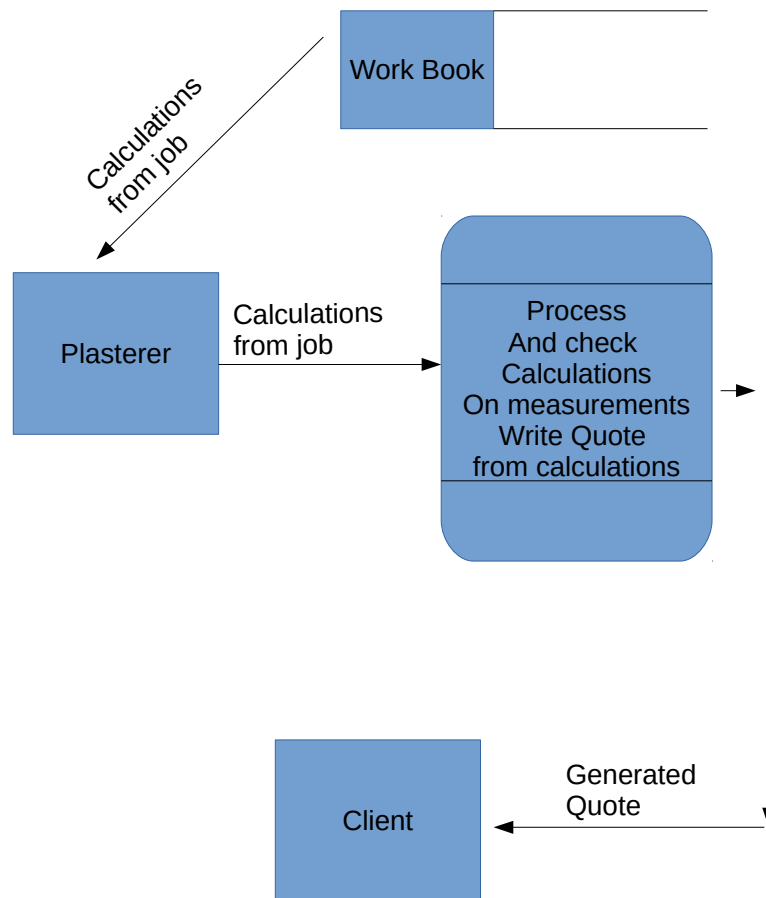 Work Book
Calculations
from job
Plasterer
Calculations
from job
Process
And check
Calculations
On measurements
Write Quote
from calculations
Client
Generated
Quote